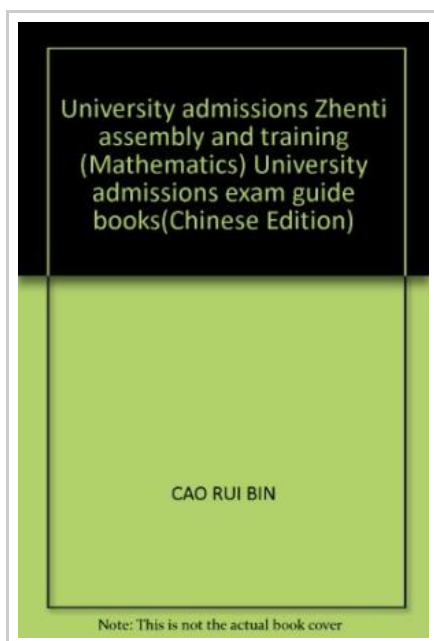 University admissions Zhenti
assembly and training
(Mathematics) University
admissions exam guide
books(Chinese Edition)
CAO RUI BIN
Note: This is not the actual book cover